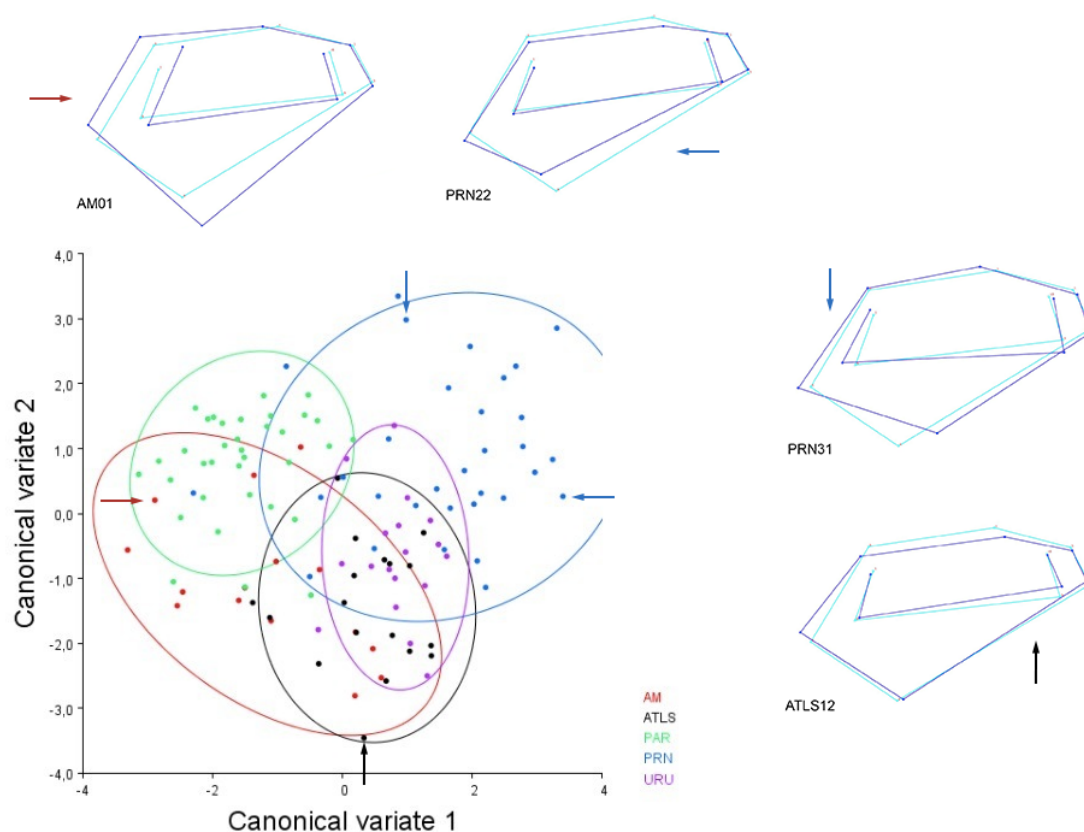 AM01
PRN22
PRN31
ATLS12
4,0
3,0
2,0
1,0
0,0
-1,0
-2,0
-3,0
4,0
Canonical variate 2
-4
-2
0
2
4
Canonical variate 1
AM
ATLS
PAR
PRN
URU